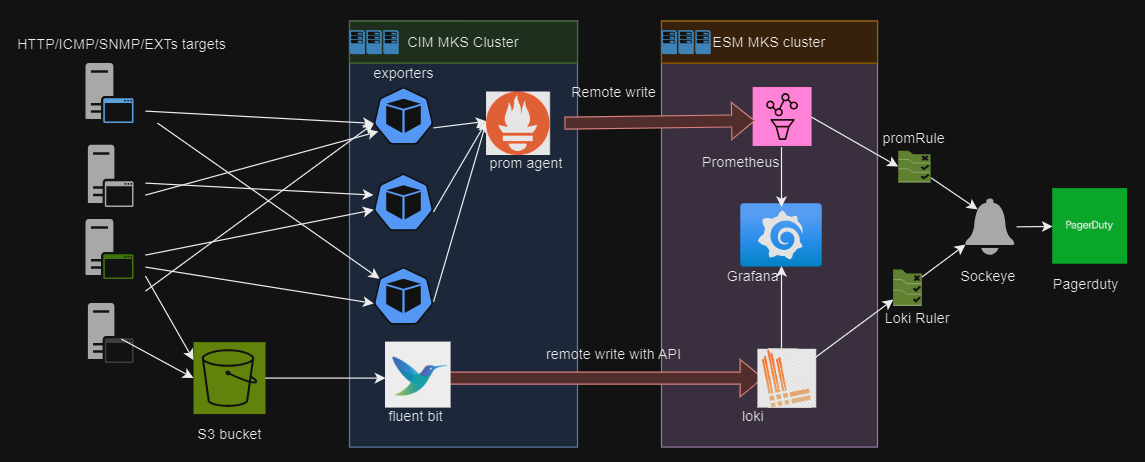 HTTP/ICMP/SNMP/EXTs targets
CIM MKS Cluster
ESM MKS cluster
exporters
Remote write
prom agent
Prometheus
promRule
PagerDuty
Grafana
Sockeye
Pagerduty
Loki Ruler
remote write with API
fluent bit
loki
S3 bucket